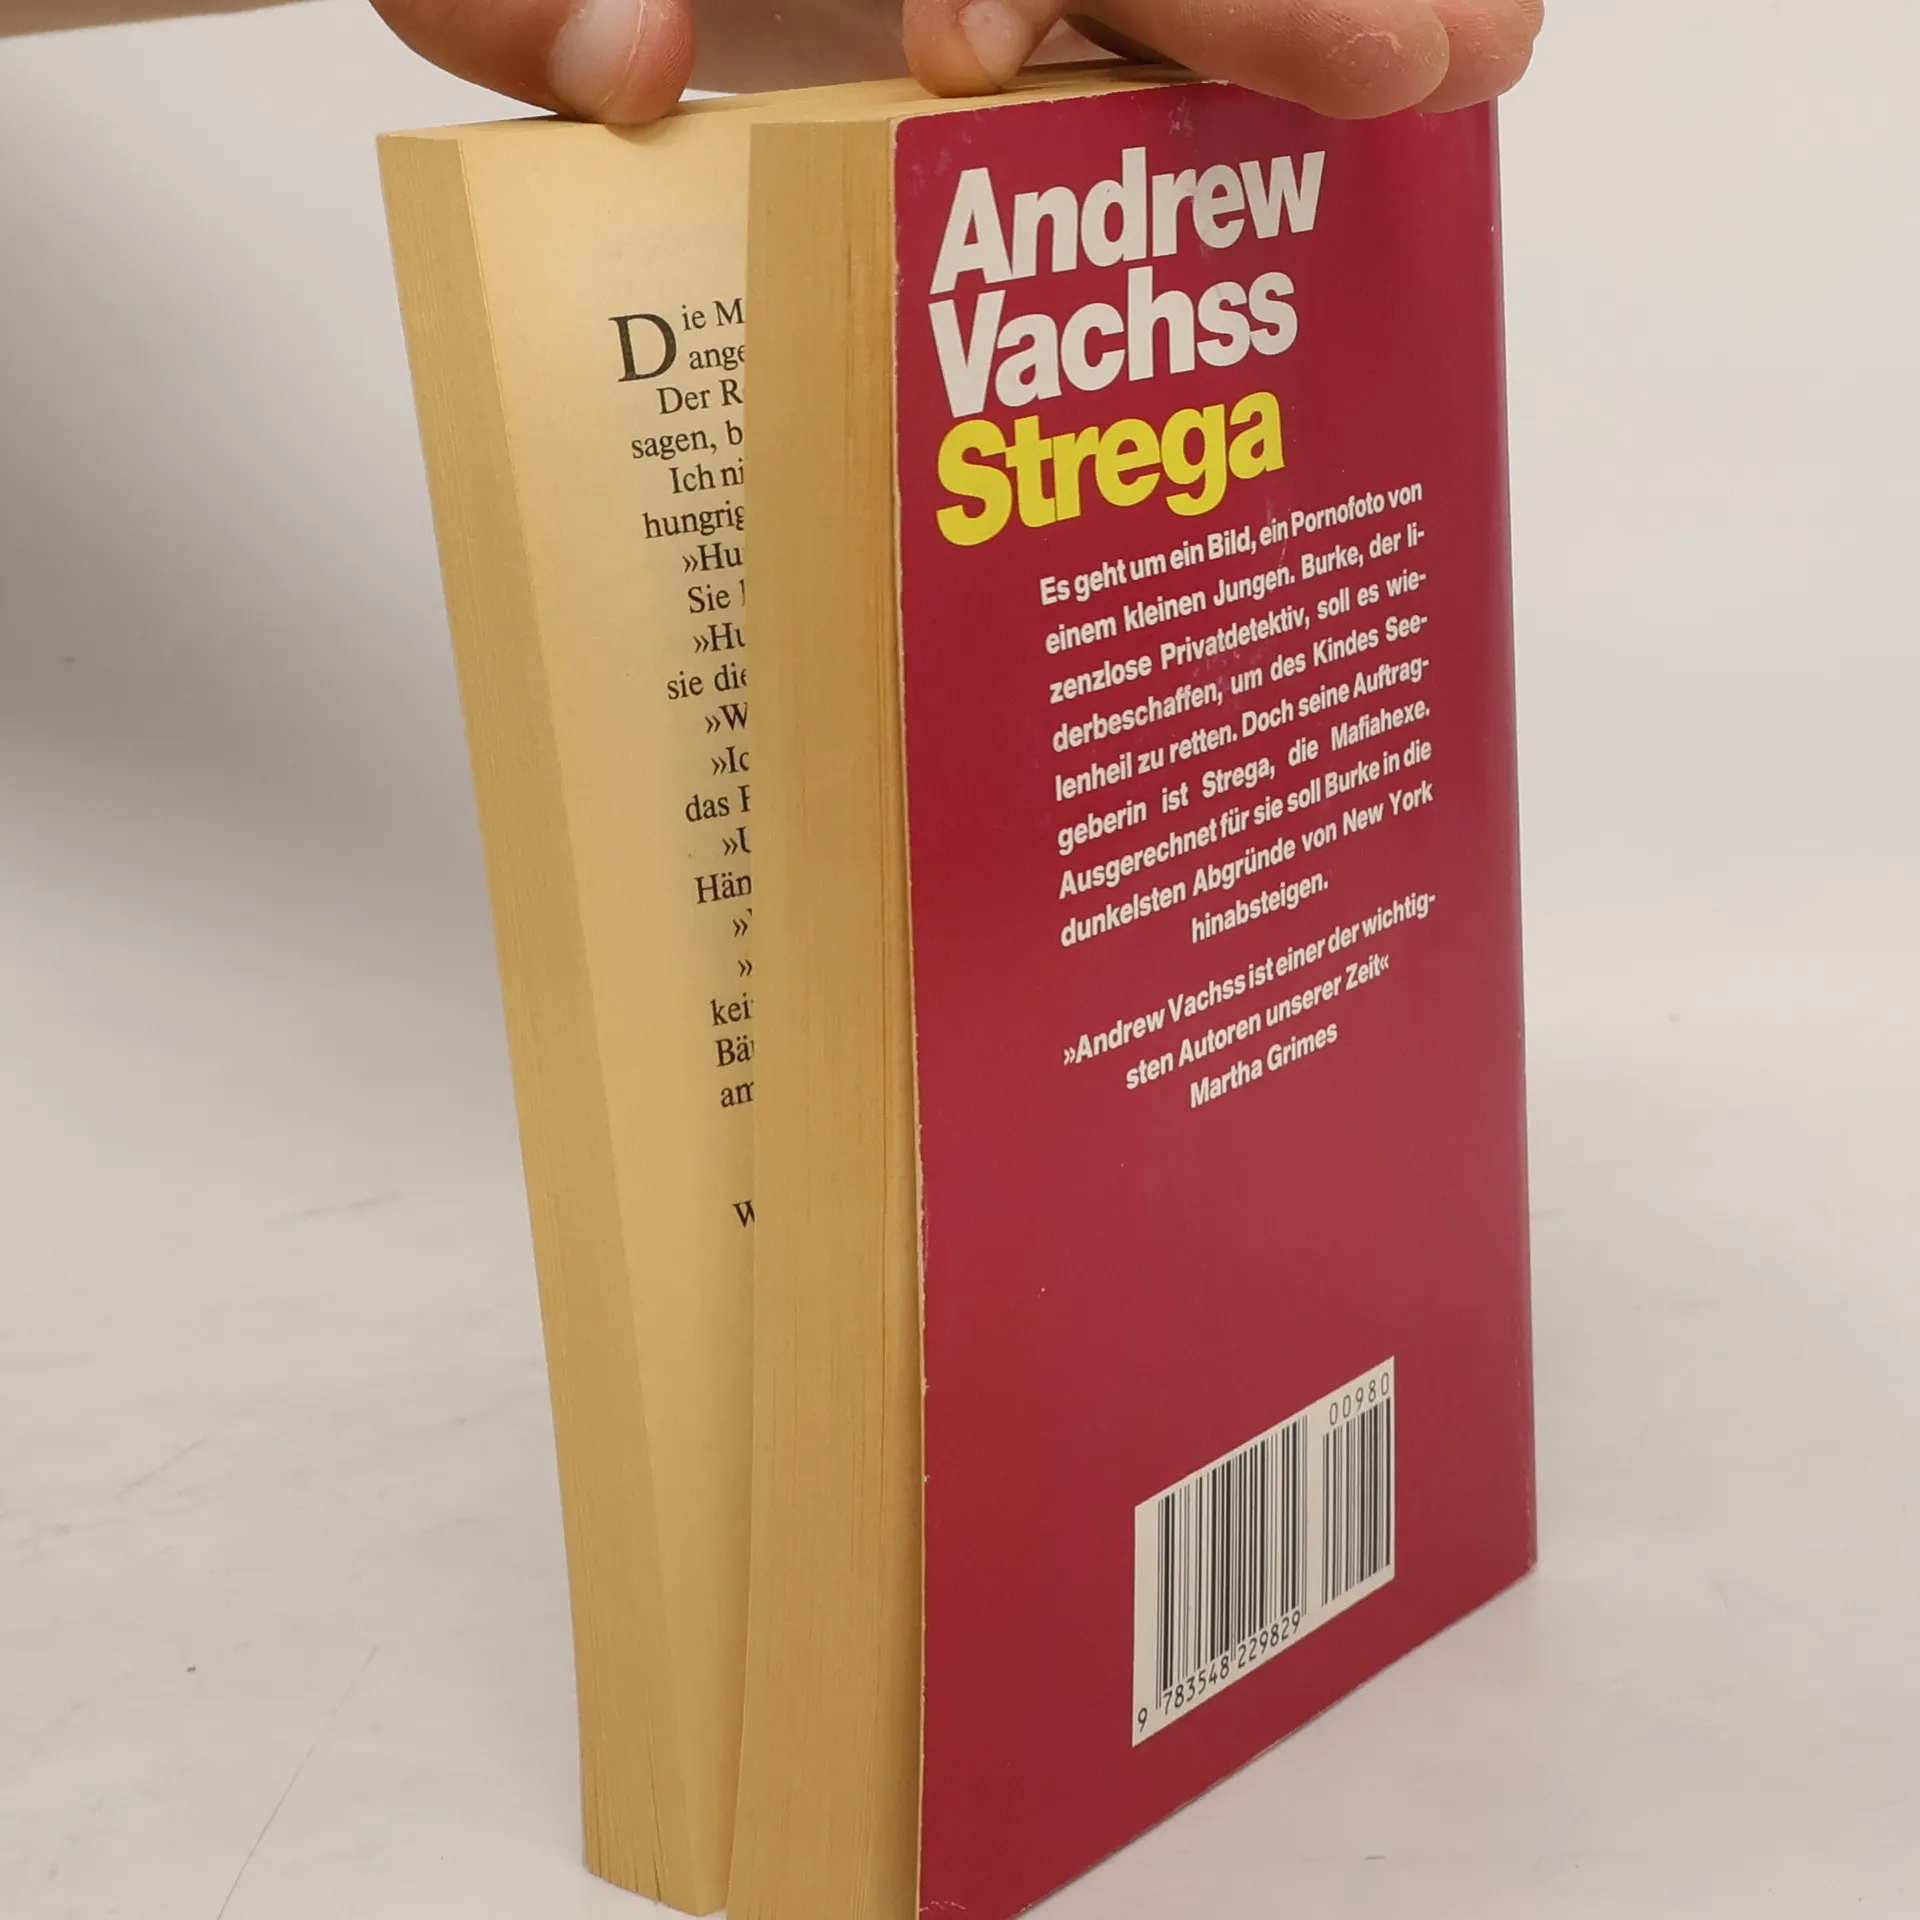 Die M
ange
Der R
sagen, b
Ich ni
hungrig
»Hu
Sie
»Hu
sie die
»W
»Ic
das
»U
Hän
»
»
kei
am
W
Andrew
Vachss
Strega
Es geht um ein Bild, ein Pornofoto von
einem kleinen Jungen. Burke, der li-
zenzlose Privatdetektiv, soll es wie-
derbeschaffen, um des Kindes See-
lenheil zu retten. Doch seine Auftrag-
geberin ist Strega, die Mafiahexe.
Ausgerechnet für sie soll Burke in die
dunkelsten Abgründe von New York
hinabsteigen.
»Andrew Vachss ist einer der wichtig-
sten Autoren unserer Zeit«
Martha Grimes
00980
9 783548 229829